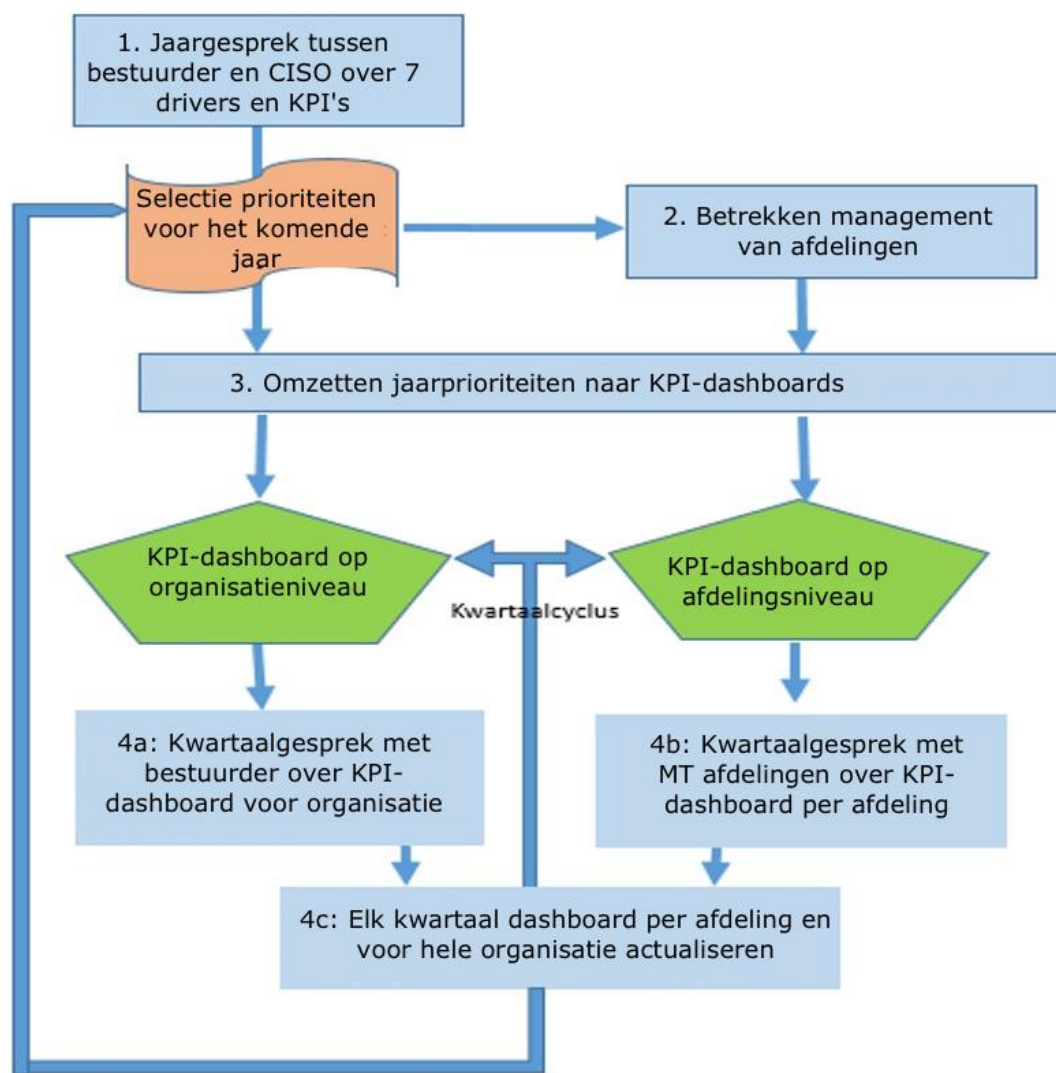 1. Jaargesprek tussen
bestuurder en CISO over 7
drivers en KPI's
Selectie prioriteiten
voor het komende
jaar
2. Betrekken management
van afdelingen
3. Omzetten jaarprioriteiten naar KPI-dashboards
KPI-dashboard op
organisatieniveau
KPI-dashboard op
afdelingsniveau
Kwartaalcyclus
4a: Kwartaalgesprek met
bestuurder over KPI-
dashboard voor organisatie
4b: Kwartaalgesprek met
MT afdelingen over KPI-
dashboard per afdeling
4c: Elk kwartaal dashboard per afdeling en
voor hele organisatie actualiseren